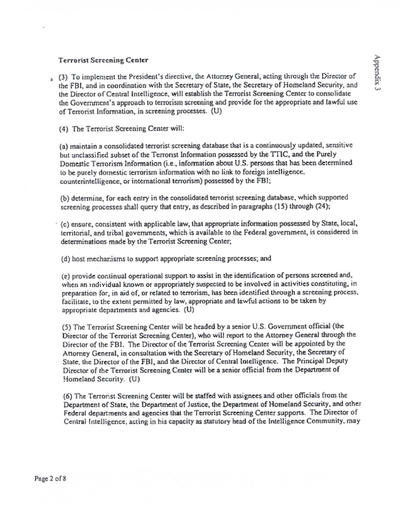 Terrorist Screening Center
Appendix 3
(3) To implement the President's directive, the Attorney General, acting through the Director of
the FBI, and in coordination with the Secretary of State, the Secretary of Homeland Security, and
the Director of Central Intelligence, will establish the Terrorist Screening Center to consolidate
the Government's approach to terrorism screening and provide for the appropriate and lawful use
of Terrorist Information, in screening processes. (U)
(4) The Terrorist Screening Center will:
(a) maintain a consolidated terrorist screening database that is a continuously updated, sensitive
but unclassified subset of the Terrorist Information possessed by the TTIC, and the Purely
Domestic Terrorism Information (i.e., information about U.S. persons that has been determined
to be purely domestic terrorism information with no link to foreign intelligence,
counterintelligence, or international terrorism) possessed by the FBI;
(b) determine, for each entry in the consolidated terrorist screening database, which supported
screening processes shall query that entry, as described in paragraphs (15) through (24);
(c) ensure, consistent with applicable law, that appropriate information possessed by State, local,
territorial, and tribal governments, which is available to the Federal government, is considered in
determinations made by the Terrorist Screening Center;
(d) host mechanisms to support appropriate screening processes; and
(e) provide continual operational support to assist in the identification of persons screened and,
when an individual known or appropriately suspected to be involved in activities constituting, in
preparation for, in aid of, or related to terrorism, has been identified through a screening process,
facilitate, to the extent permitted by law, appropriate and lawful actions to be taken by
appropriate departments and agencies. (U)
(5) The Terrorist Screening Center will be headed by a senior U.S. Government official (the
Director of the Terrorist Screening Center), who will report to the Attorney General through the
Director of the FBI. The Director of the Terrorist Screening Center will be appointed by the
Attorney General, in consultation with the Secretary of Homeland Security, the Secretary of
State, the Director of the FBI, and the Director of Central Intelligence. The Principal Deputy
Director of the Terrorist Screening Center will be a senior official from the Department of
Homeland Security. (U)
(6) The Terrorist Screening Center will be staffed with assignees and other officials from the
Department of State, the Department of Justice, the Department of Homeland Security, and other
Federal departments and agencies that the Terrorist Screening Center supports. The Director of
Central Intelligence, acting in his capacity as statutory head of the Intelligence Community, may
Page 2 of 8